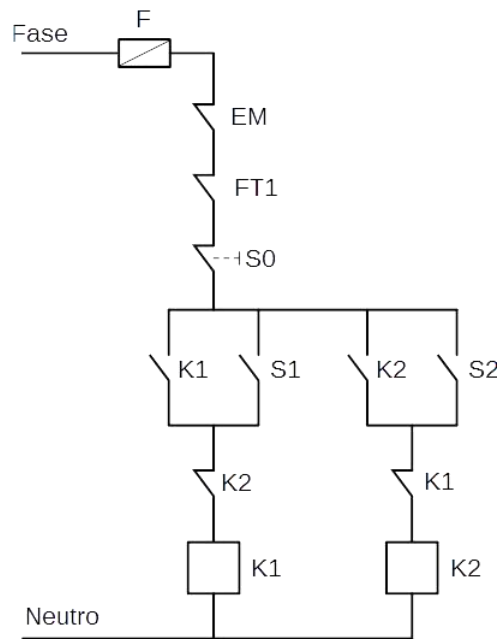 F
Fase
EM
FT1
S0
K1 S1 K2 S2
K2 K1
K1 K2
Neutro